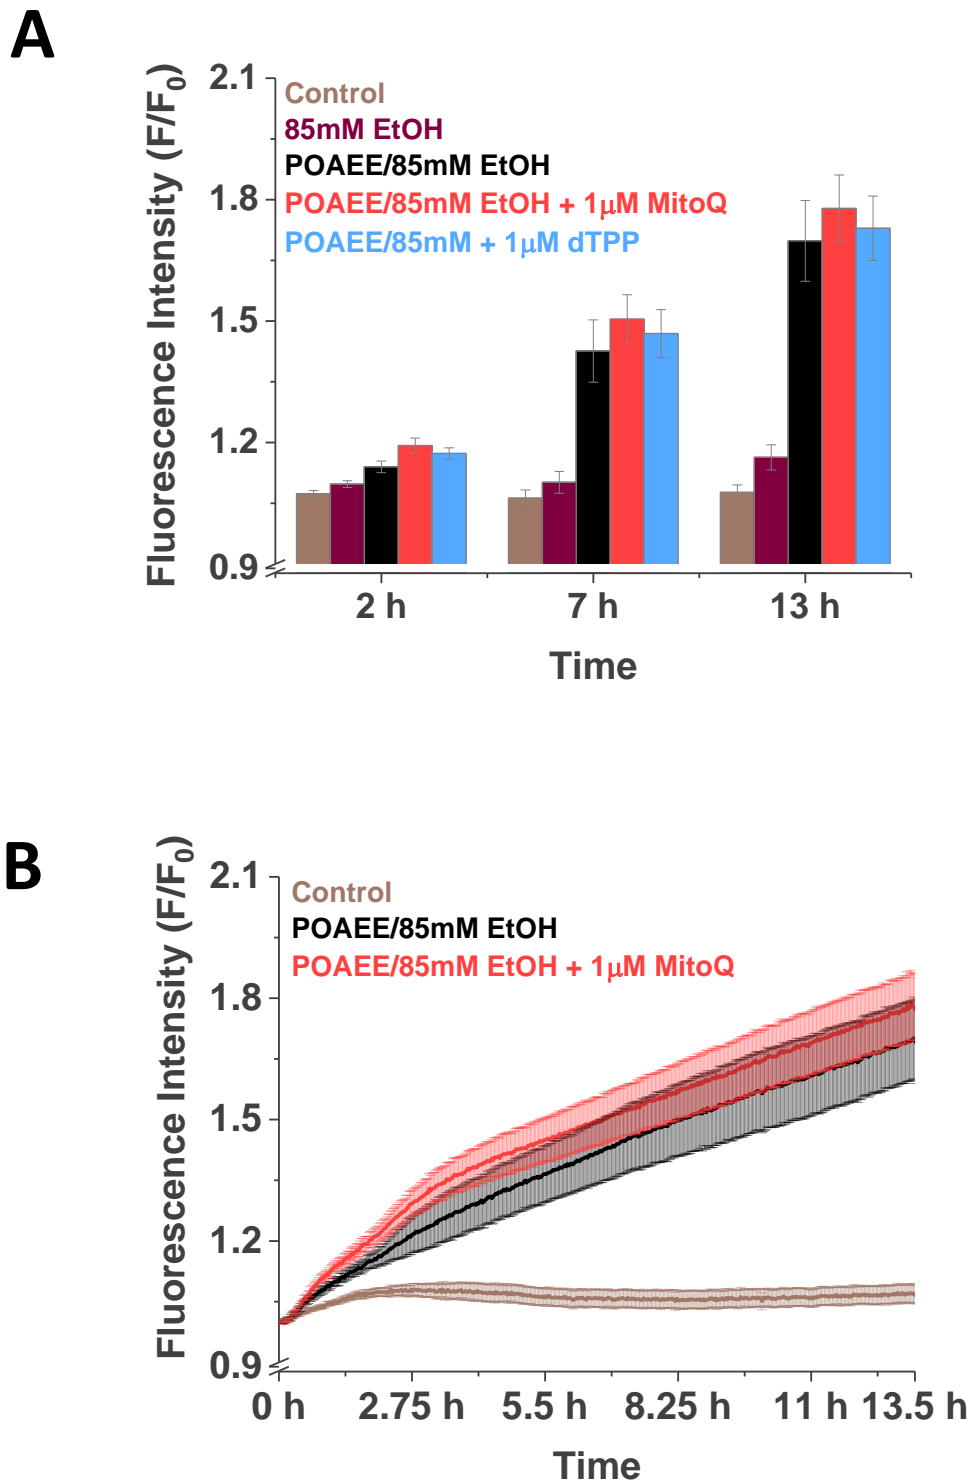 A
Fluorescence Intensity (F/F₀)
2.1
1.8
1.5
1.2
0.9
Control
85mM EtOH
POAEE/85mM EtOH
POAEE/85mM EtOH + 1μM MitoQ
POAEE/85mM + 1μM dTPP
2 h 7 h 13 h
Time
B
Fluorescence Intensity (F/F₀)
2.1
1.8
1.5
1.2
0.9
Control
POAEE/85mM EtOH
POAEE/85mM EtOH + 1μM MitoQ
0 h 2.75 h 5.5 h 8.25 h 11 h 13.5 h
Time